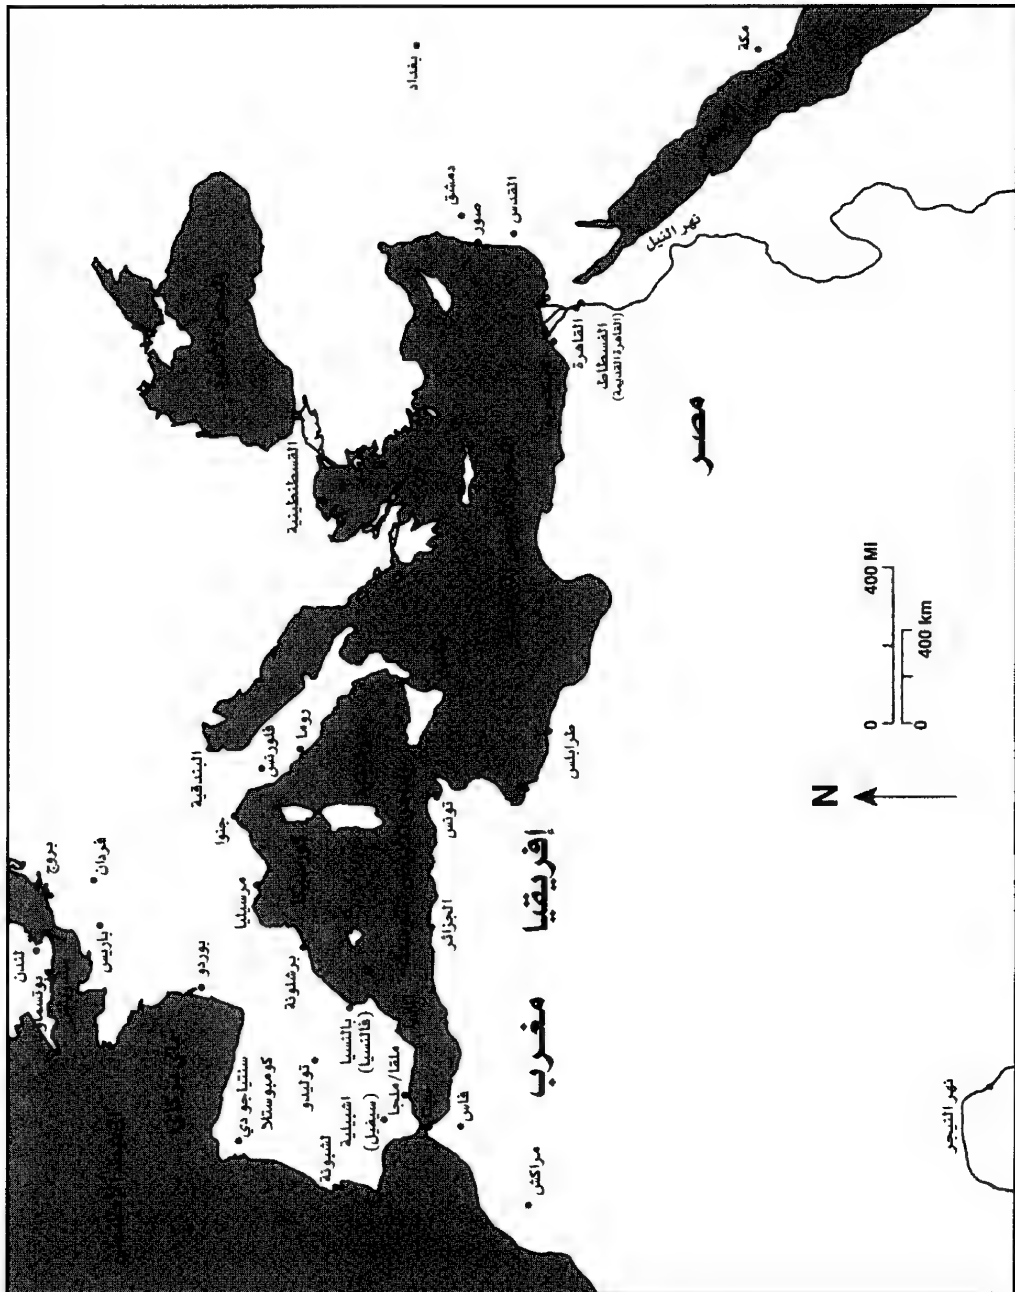 لندن
بوتسماو
بروج
باريس
فردان
بوردو
سنتياجو دي
كومبوستلا
توليدو
لشبونة
اشبيلية
(سيفيل)
ملقا/ملجا
بالنسيا
(فالنسيا)
برشلونة
مرسيليا
جنوا
البندقية
فلورنس
روما
القسطنطينية
دمشق
صور
القدس
بغداد
مكة
نهر النيل
القاهرة
الفسطاط
(القاهرة القديمة)
مصر
طرابلس
تونس
الجزائر
فاس
مراكش
مغرب
إفريقيا
نهر النيجر
N
0 400 MI
0 400 km